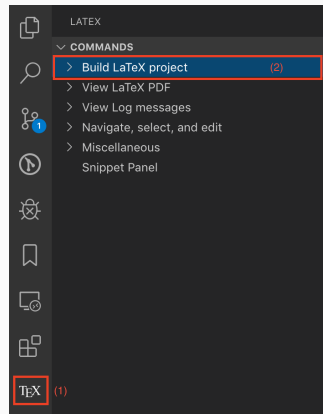 LATEX
COMMANDS
Build LaTeX project (2)
View LaTeX PDF
View Log messages
Navigate, select, and edit
Miscellaneous
Snippet Panel
1
TEX (1)